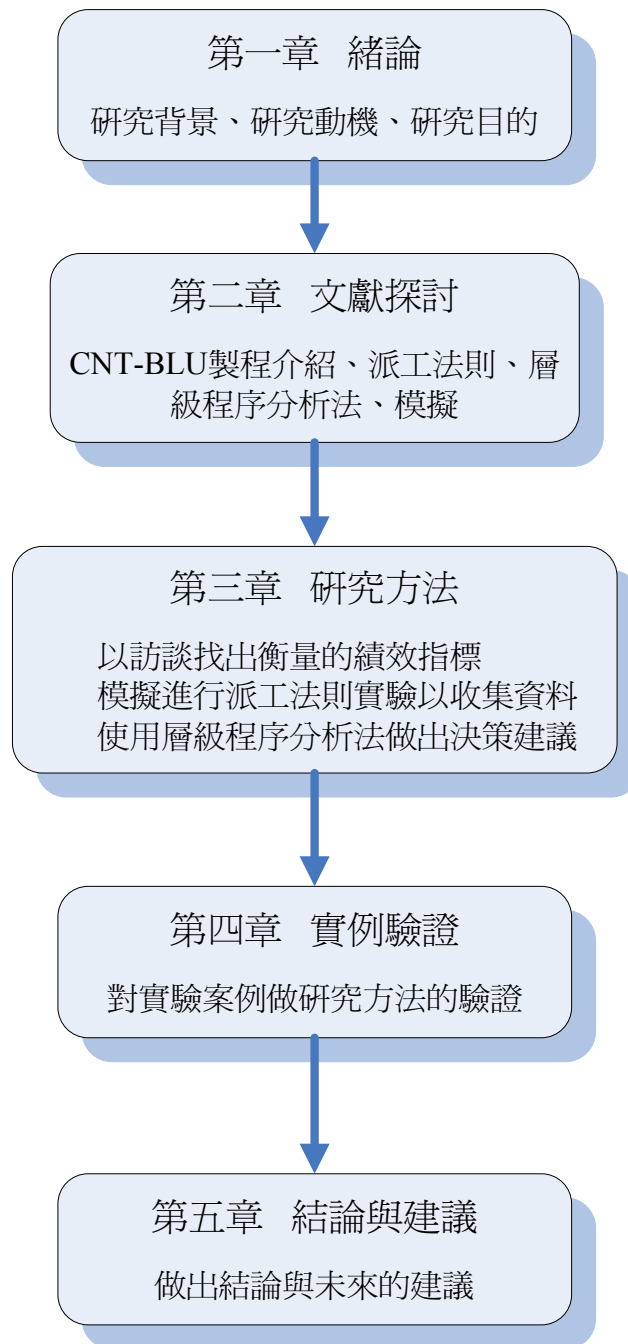 第一章 緒論
研究背景、研究動機、研究目的
第二章 文獻探討
CNT-BLU製程介紹、派工法則、層
級程序分析法、模擬
第三章 研究方法
以訪談找出衡量的績效指標
模擬進行派工法則實驗以收集資料
使用層級程序分析法做出決策建議
第四章 實例驗證
對實驗案例做研究方法的驗證
第五章 結論與建議
做出結論與未來的建議